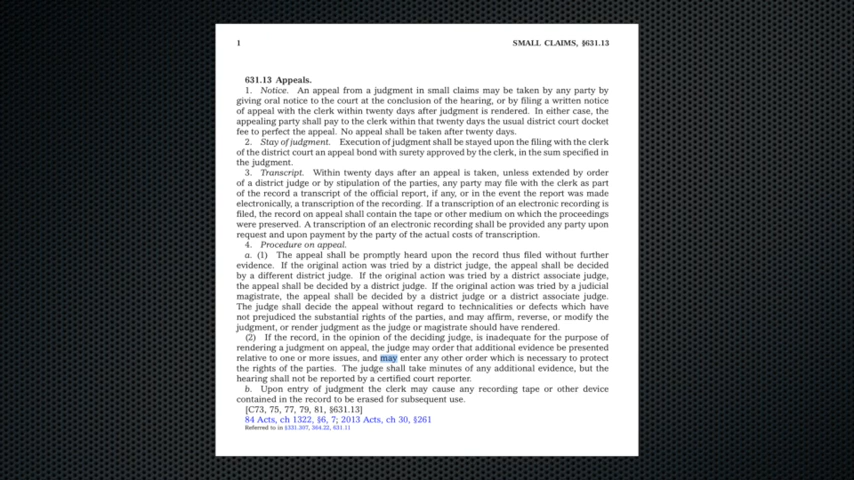 1 SMALL CLAIMS, §631.13
631.13 Appeals.
1. Notice. An appeal from a judgment in small claims may be taken by any party by
giving oral notice to the court at the conclusion of the hearing, or by filing a written notice
of appeal with the clerk within twenty days after judgment is rendered. In either case, the
appealing party shall pay to the clerk within that twenty days the usual district court docket
fee to perfect the appeal. No appeal shall be taken after twenty days.
2. Stay of judgment. Execution of judgment shall be stayed upon the filing with the clerk
of the district court an appeal bond with surety approved by the clerk, in the sum specified in
the judgment.
3. Transcript. Within twenty days after an appeal is taken, unless extended by order
of a district judge or by stipulation of the parties, any party may file with the clerk as part
of the record a transcript of the official report, if any, or in the event the report was made
electronically, a transcription of the recording. If a transcription of an electronic recording is
filed, the record on appeal shall contain the tape or other medium on which the proceedings
were preserved. A transcription of an electronic recording shall be provided any party upon
request and upon payment by the party of the actual costs of transcription.
4. Procedure on appeal.
a. (1) The appeal shall be promptly heard upon the record thus filed without further
evidence. If the original action was tried by a district judge, the appeal shall be decided
by a different district judge. If the original action was tried by a district associate judge,
the appeal shall be decided by a district judge. If the original action was tried by a judicial
magistrate, the appeal shall be decided by a district judge or a district associate judge.
The judge shall decide the appeal without regard to technicalities or defects which have
not prejudiced the substantial rights of the parties, and may affirm, reverse, or modify the
judgment, or render judgment as the judge or magistrate should have rendered.
(2) If the record, in the opinion of the deciding judge, is inadequate for the purpose of
rendering a judgment on appeal, the judge may order that additional evidence be presented
relative to one or more issues, and may enter any other order which is necessary to protect
the rights of the parties. The judge shall take minutes of any additional evidence, but the
hearing shall not be reported by a certified court reporter.
b. Upon entry of judgment the clerk may cause any recording tape or other device
contained in the record to be erased for subsequent use.
[C73, 75, 77, 79, 81, §631.13]
84 Acts, ch 1322, §6, 7; 2013 Acts, ch 30, §261
Referred to in §331.307, 364.22, 631.11